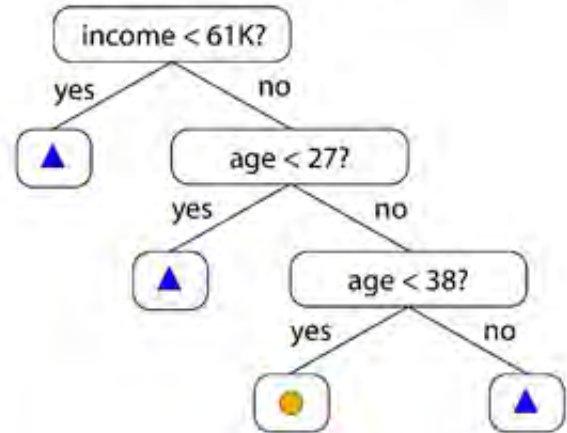 income < 61K?
yes
no
age < 27?
yes
no
age < 38?
yes
no